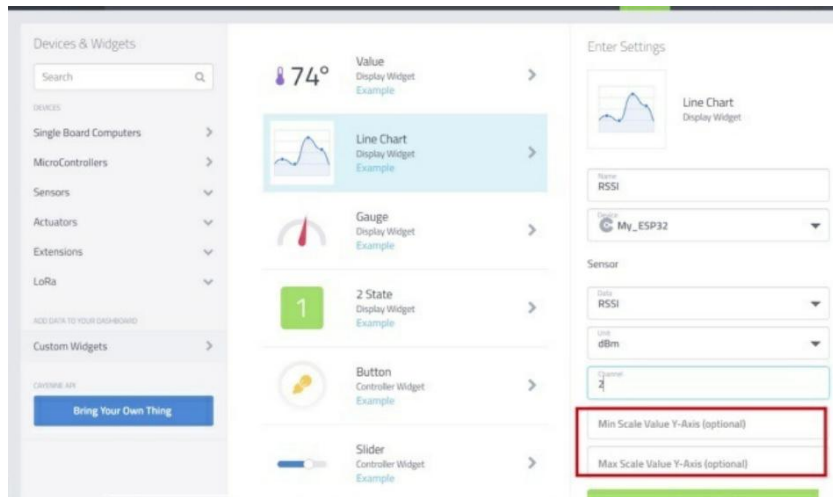 Devices & Widgets
Search
DEVICES
Single Board Computers
MicroControllers
Sensors
Actuators
Extensions
LoRa
ADD DATA TO YOUR DASHBOARD
Custom Widgets
CAYENNE API
Bring Your Own Thing
74°
Value
Display Widget
Example
Line Chart
Display Widget
Example
Gauge
Display Widget
Example
1
2 State
Display Widget
Example
Button
Controller Widget
Example
Slider
Controller Widget
Example
Enter Settings
Line Chart
Display Widget
Name
RSSI
Device
My_ESP32
Sensor
Data
RSSI
Unit
dBm
Channel
2
Min Scale Value Y-Axis (optional)
Max Scale Value Y-Axis (optional)